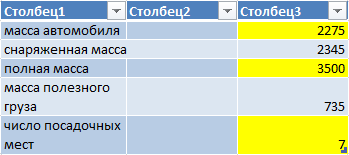 Столбец1 Столбец2 Столбец3
масса автомобиля 2275
снаряженная масса 2345
полная масса 3500
масса полезного
груза 735
число посадочных
мест 7